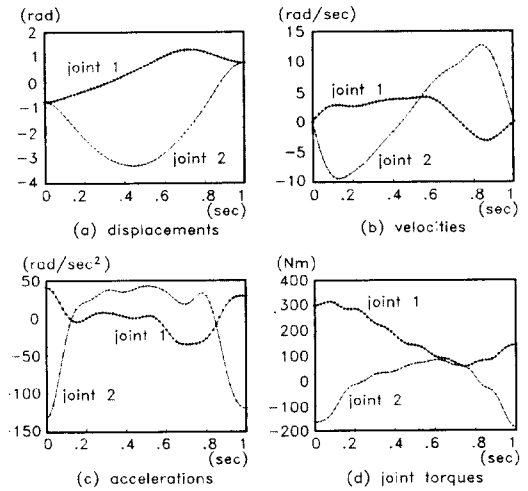 (rad)
2
1
0
-1
-2
-3
-4
joint 1
joint 2
0 .2 .4 .6 .8 1
(sec)
(a) displacements
(rad/sec)
15
10
5
0
-5
-10
joint 1
joint 2
0 .2 .4 .6 .8 1
(sec)
(b) velocities
(rad/sec²)
50
0
-50
-100
-150
joint 1
joint 2
0 .2 .4 .6 .8 1
(sec)
(c) accelerations
(Nm)
400
300
200
100
0
-100
-200
joint 1
joint 2
0 .2 .4 .6 .8 1
(sec)
(d) joint torques